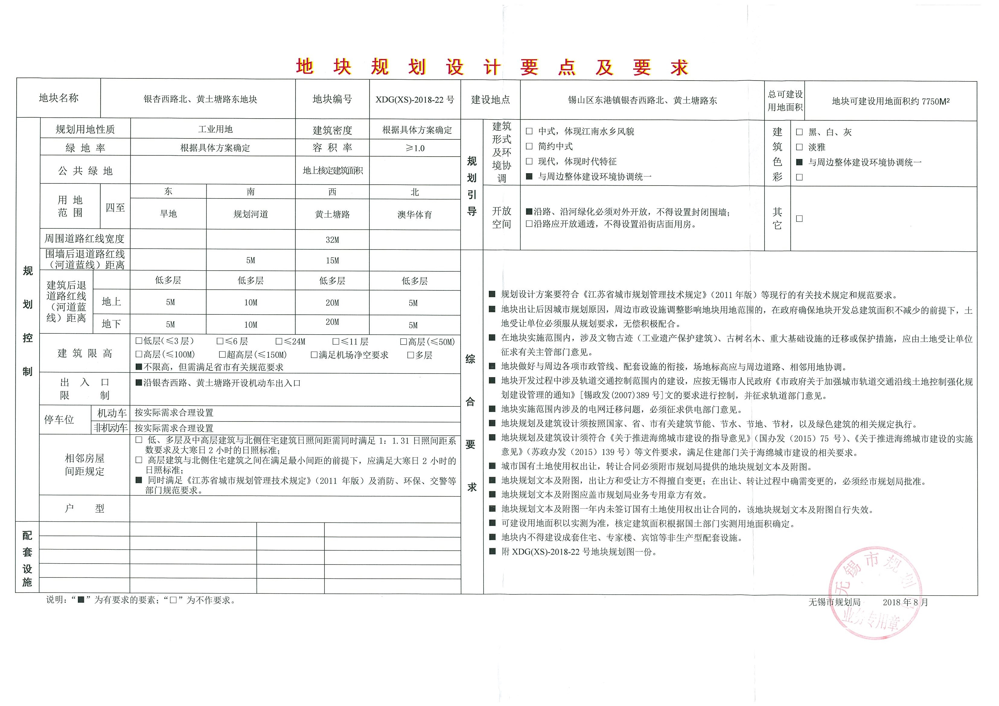 地块规划设计要点及要求
地块名称 银杏西路北、黄土塘路东地块 地块编号 XDG(XS)-2018-22 号 建设地点 锡山区东港镇银杏西路北、黄土塘路东 总可建设用地面积 地块可建设用地面积约 7750M²
规划控制
规划用地性质 工业用地 建筑密度 根据具体方案确定
绿地率 根据具体方案确定 容积率 ≥1.0
公共绿地 地上核定建筑面积
用地范围 四至 东 南 西 北
旱地 规划河道 黄土塘路 澳华体育
周围道路红线宽度 32M
围墙后退道路红线
（河道蓝线）距离 5M 15M
建筑后退道路红线（河道蓝线）距离 低多层 低多层 低多层 低多层
地上 5M 10M 20M 5M
地下 5M 10M 20M 5M
建筑限高
□低层(≤3 层） □≤6 层 □≤24M □≤11 层 □高层(≤50M)
□高层(≤100M) □超高层(≤150M) □满足机场净空要求 □多层
■不限高，但需满足省市有关规范要求
出入口限制 ■沿银杏西路、黄土塘路开设机动车出入口
停车位 机动车 按实际需求合理设置
非机动车 按实际需求合理设置
相邻房屋间距规定
□ 低、多层及中高层建筑与北侧住宅建筑日照间距需同时满足 1：1.31 日照间距系
数要求及大寒日 2 小时的日照标准；
□ 高层建筑与北侧住宅建筑之间在满足最小间距的前提下，应满足大寒日 2 小时的
日照标准；
■ 同时满足《江苏省城市规划管理技术规定》（2011 年版）及消防、环保、交警等
部门规范要求。
户型
配套设施
规划引导
建筑形式及环境协调
□ 中式，体现江南水乡风貌
□ 简约中式
□ 现代，体现时代特征
■ 与周边整体建设环境协调统一
建筑色彩
□ 黑、白、灰
□ 淡雅
■ 与周边整体建设环境协调统一
□
开放空间
■沿路、沿河绿化必须对外开放，不得设置封闭围墙；
□沿路应开放通透，不得设置沿街店面用房。
其它 □
综合要求
■ 规划设计方案要符合《江苏省城市规划管理技术规定》（2011 年版）等现行的有关技术规定和规范要求。
■ 地块出让后因城市规划原因，周边市政设施调整影响地块用地范围的，在政府确保地块开发总建筑面积不减少的前提下，土
地受让单位必须服从规划要求，无偿积极配合。
■ 在地块实施范围内，涉及文物古迹（工业遗产保护建筑）、古树名木、重大基础设施的迁移或保护措施，应由土地受让单位
征求有关主管部门意见。
■ 地块做好与周边各项市政管线、配套设施的衔接，场地标高应与周边道路、相邻用地协调。
■ 地块开发过程中涉及轨道交通控制范围内的建设，应按无锡市人民政府《市政府关于加强城市轨道交通沿线土地控制强化规
划建设管理的通知》[锡政发(2007)389 号]文的要求进行控制，并征求轨道部门意见。
■ 地块实施范围内涉及的电网迁移问题，必须征求供电部门意见。
■ 地块规划及建筑设计须按照国家、省、市有关建筑节能、节水、节地、节材，以及绿色建筑的相关规定执行。
■ 地块规划及建筑设计须符合《关于推进海绵城市建设的指导意见》（国办发（2015）75 号）、《关于推进海绵城市建设的实施
意见》（苏政办发（2015）139 号）等文件要求，满足住建部门关于海绵城市建设的相关要求。
■ 城市国有土地使用权出让，转让合同必须附市规划局提供的地块规划文本及附图。
■ 地块规划文本及附图，出让方和受让方不得擅自变更；在出让、转让过程中确需变更的，必须经市规划局批准。
■ 地块规划文本及附图应盖市规划局业务专用章方有效。
■ 地块规划文本及附图一年内未签订国有土地使用权出让合同的，该地块规划文本及附图自行失效。
■ 可建设用地面积以实测为准，核定建筑面积根据国土部门实测用地面积确定。
■ 地块内不得建设成套住宅、专家楼、宾馆等非生产型配套设施。
■ 附 XDG(XS)-2018-22 号地块规划图一份。
说明：“■”为有要求的要素；“□”为不作要求。
无锡市规划局 2018 年 8 月
无锡市规划局
业务专用章